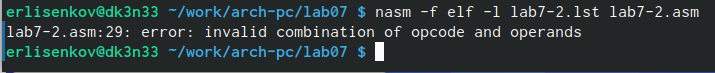 erlisenkov@dk3n33 ~/work/arch-pc/lab07 $ nasm -f elf -l lab7-2.lst lab7-2.asm
lab7-2.asm:29: error: invalid combination of opcode and operands
erlisenkov@dk3n33 ~/work/arch-pc/lab07 $